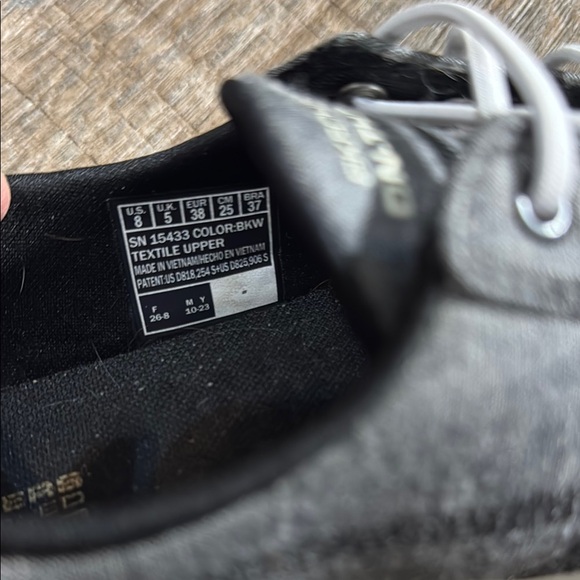 U.S. U.K. EUR CM BRA
8 5 38 25 37
SN 15433 COLOR:BKW
TEXTILE UPPER
MADE IN VIETNAM/HECHO EN VIETNAM
PATENT:US D818,254 S+US D825,906 S
F M Y
26-8 10-23